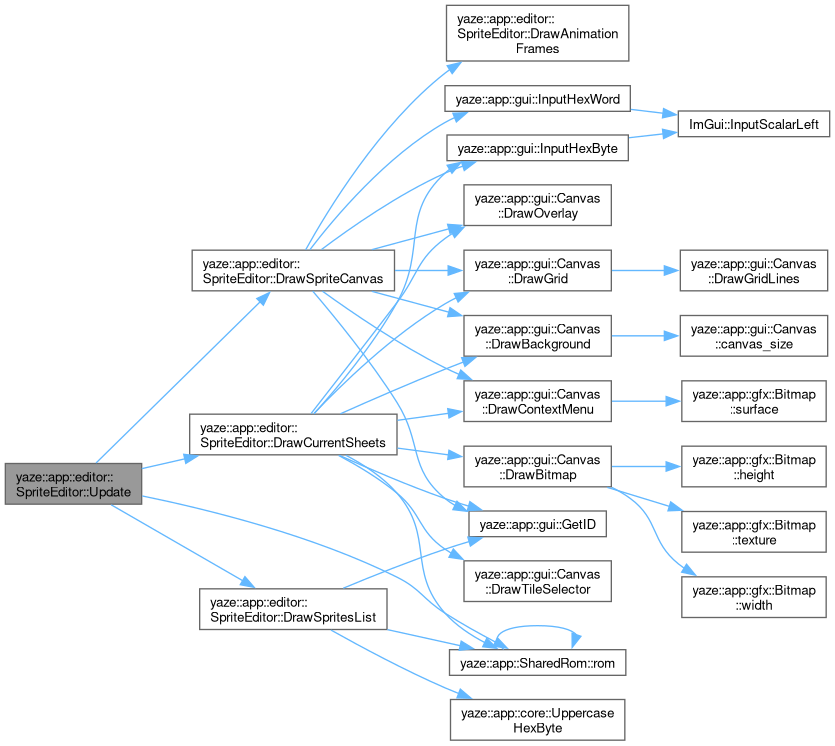 yaze::app::editor::
SpriteEditor::DrawAnimation
Frames
yaze::app::gui::InputHexWord
ImGui::InputScalarLeft
yaze::app::gui::InputHexByte
yaze::app::gui::Canvas
::DrawOverlay
yaze::app::editor::
SpriteEditor::DrawSpriteCanvas
yaze::app::gui::Canvas
::DrawGrid
yaze::app::gui::Canvas
::DrawGridLines
yaze::app::gui::Canvas
::DrawBackground
yaze::app::gui::Canvas
::canvas_size
yaze::app::gui::Canvas
::DrawContextMenu
yaze::app::gfx::Bitmap
::surface
yaze::app::editor::
SpriteEditor::DrawCurrentSheets
yaze::app::gui::Canvas
::DrawBitmap
yaze::app::gfx::Bitmap
::height
yaze::app::editor::
SpriteEditor::Update
yaze::app::gui::GetID
yaze::app::gfx::Bitmap
::texture
yaze::app::gui::Canvas
::DrawTileSelector
yaze::app::gfx::Bitmap
::width
yaze::app::editor::
SpriteEditor::DrawSpritesList
yaze::app::SharedRom::rom
yaze::app::core::Uppercase
HexByte